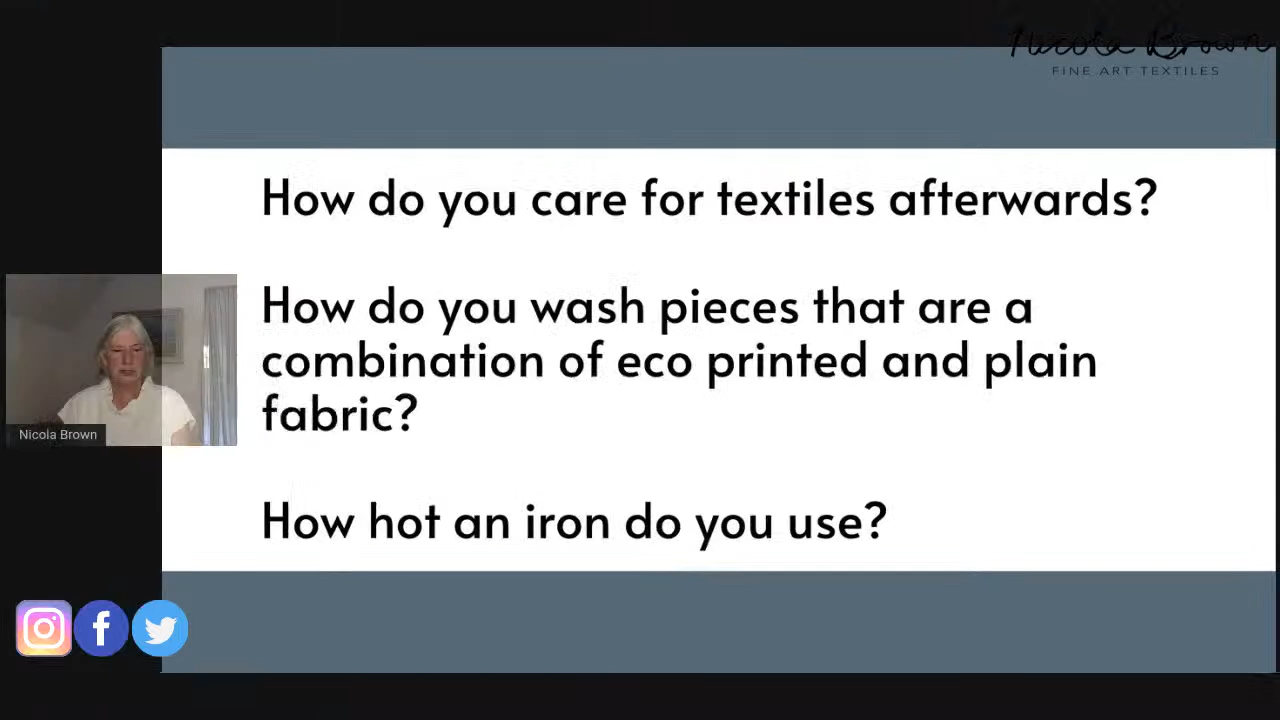 Nicola Brown
FINE ART TEXTILES
How do you care for textiles afterwards?
How do you wash pieces that are a
combination of eco printed and plain
fabric?
Nicola Brown
How hot an iron do you use?